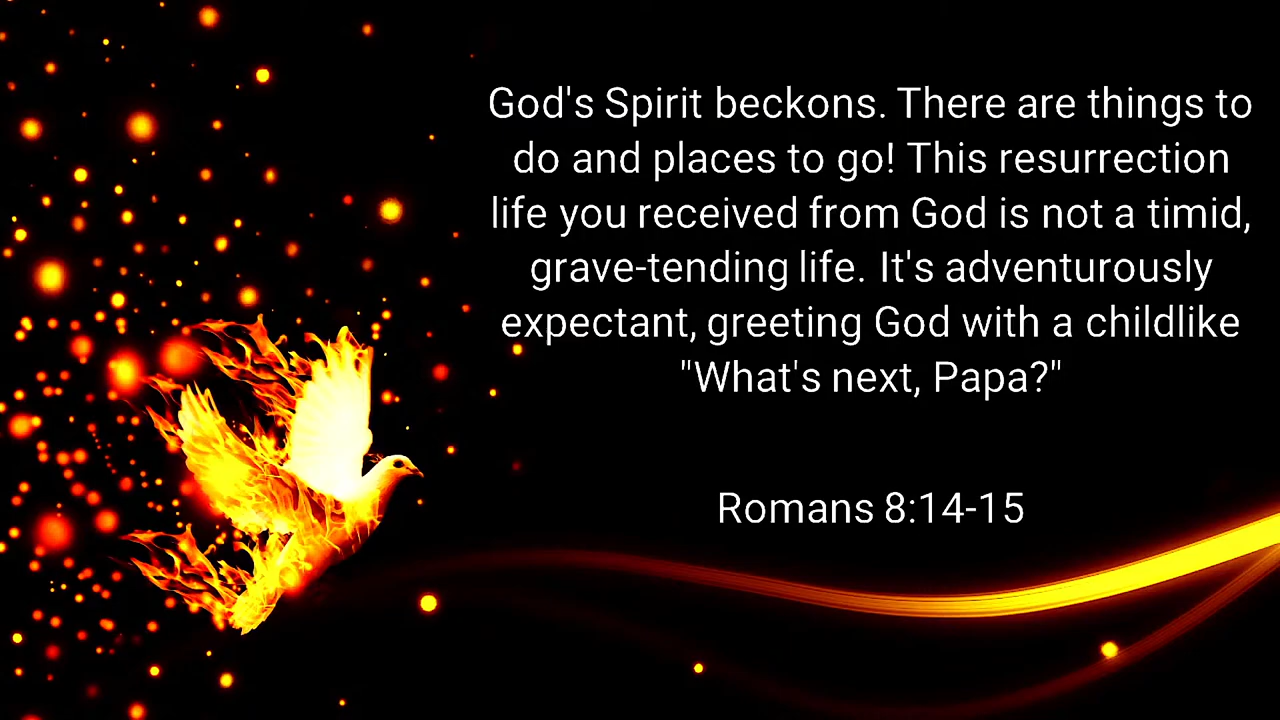 God's Spirit beckons. There are things to
do and places to go! This resurrection
life you received from God is not a timid,
grave-tending life. It's adventurously
expectant, greeting God with a childlike
"What's next, Papa?"
Romans 8:14-15